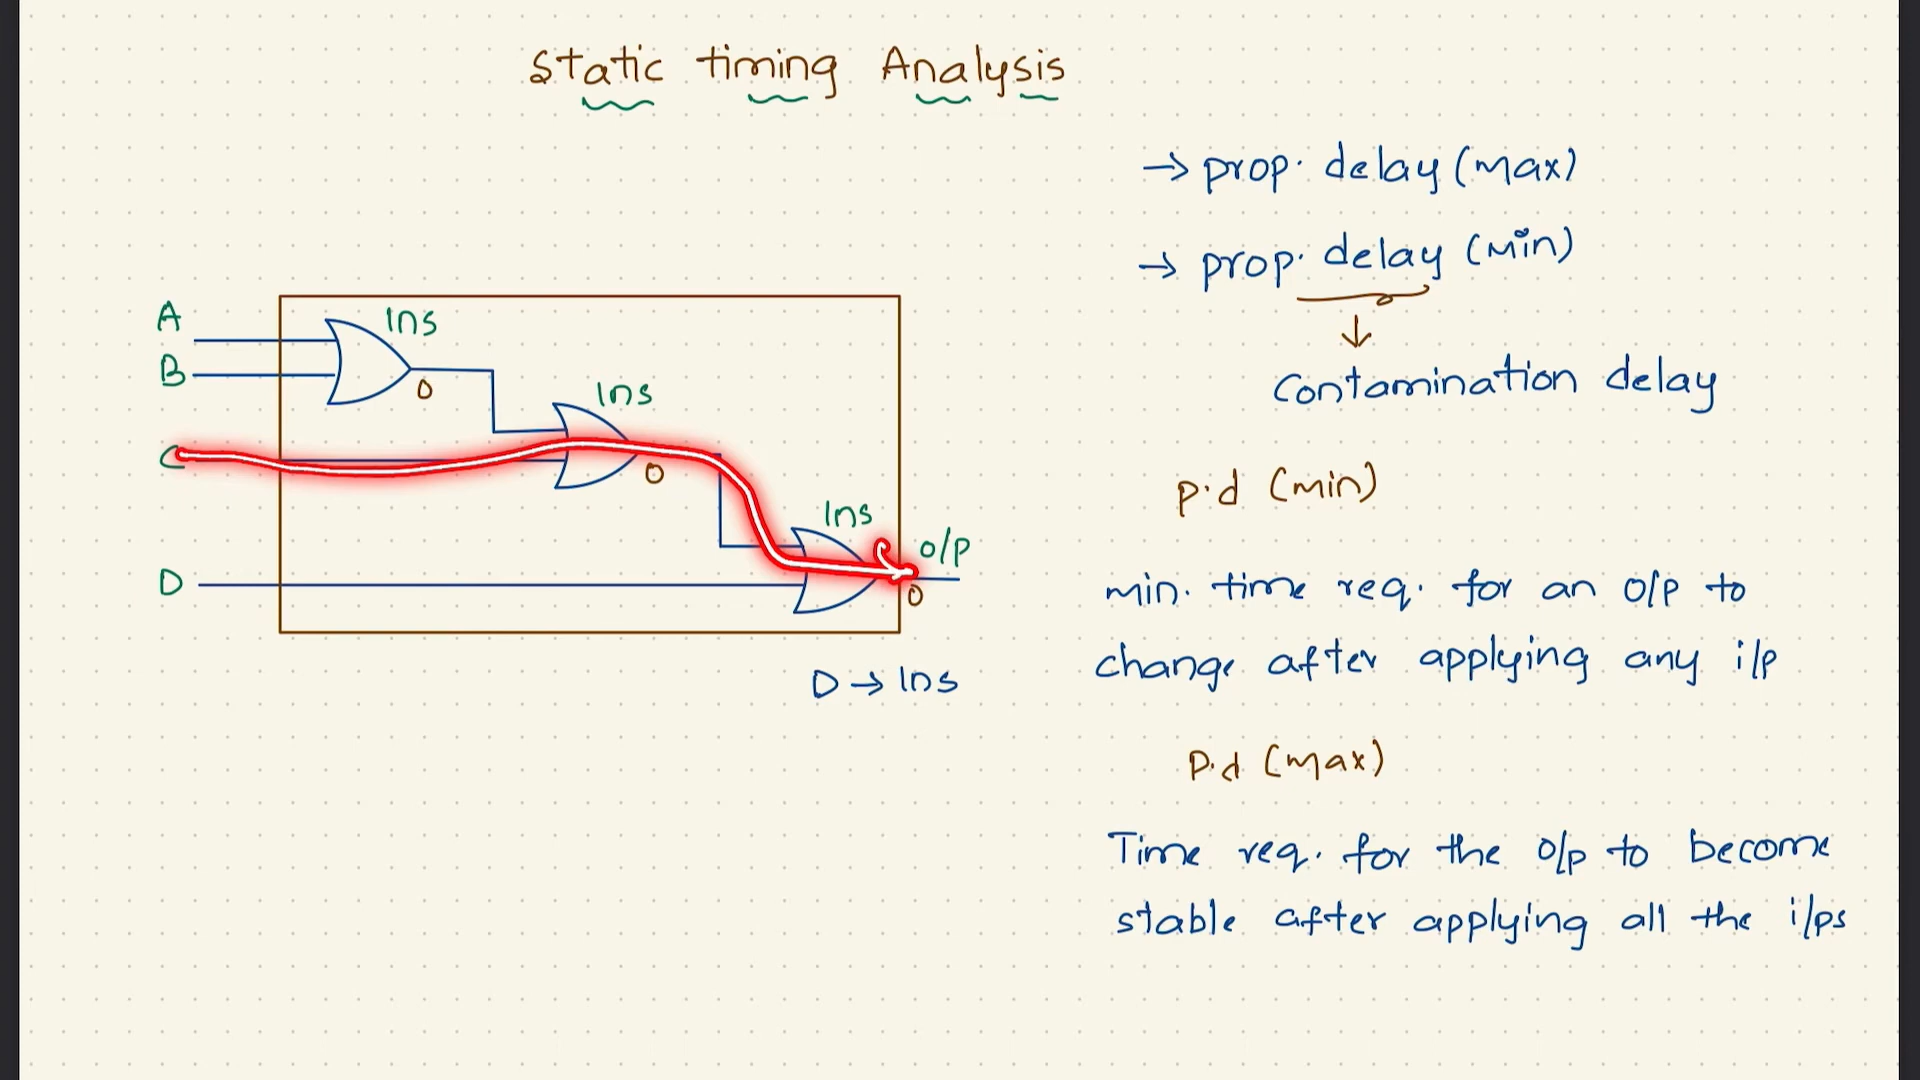 Static timing Analysis
→ prop. delay (max)
→ prop. delay (min)
↓
Contamination delay
A
1ns
B
0
1ns
C
0
1ns
o/p
D
0
D → 1ns
p.d (min)
min. time req. for an o/p to
change after applying any i/p
P.d (max)
Time req. for the o/p to become
stable after applying all the i/ps